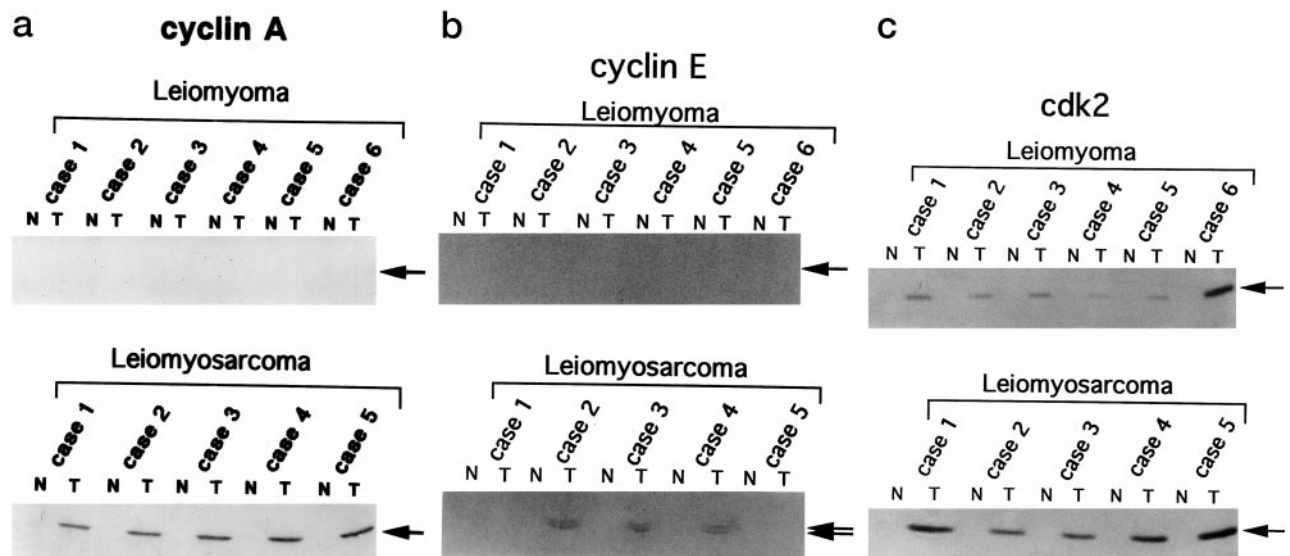 a
cyclin A
Leiomyoma
case 1 case 2 case 3 case 4 case 5 case 6
N T N T N T N T N T N T
Leiomyosarcoma
case 1 case 2 case 3 case 4 case 5
N T N T N T N T N T
b
cyclin E
Leiomyoma
case 1 case 2 case 3 case 4 case 5 case 6
N T N T N T N T N T N T
Leiomyosarcoma
case 1 case 2 case 3 case 4 case 5
N T N T N T N T N T
c
cdk2
Leiomyoma
case 1 case 2 case 3 case 4 case 5 case 6
N T N T N T N T N T N T
Leiomyosarcoma
case 1 case 2 case 3 case 4 case 5
N T N T N T N T N T